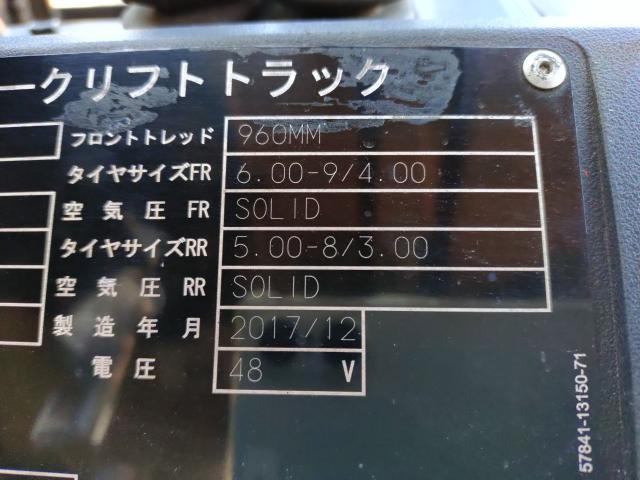 ークリフトトラック
フロントトレッド 960MM
タイヤサイズFR 6.00-9/4.00
空気圧 FR SOLID
タイヤサイズRR 5.00-8/3.00
空気圧 RR SOLID
製造年月 2017/12
電圧 48 V
57841-13150-71